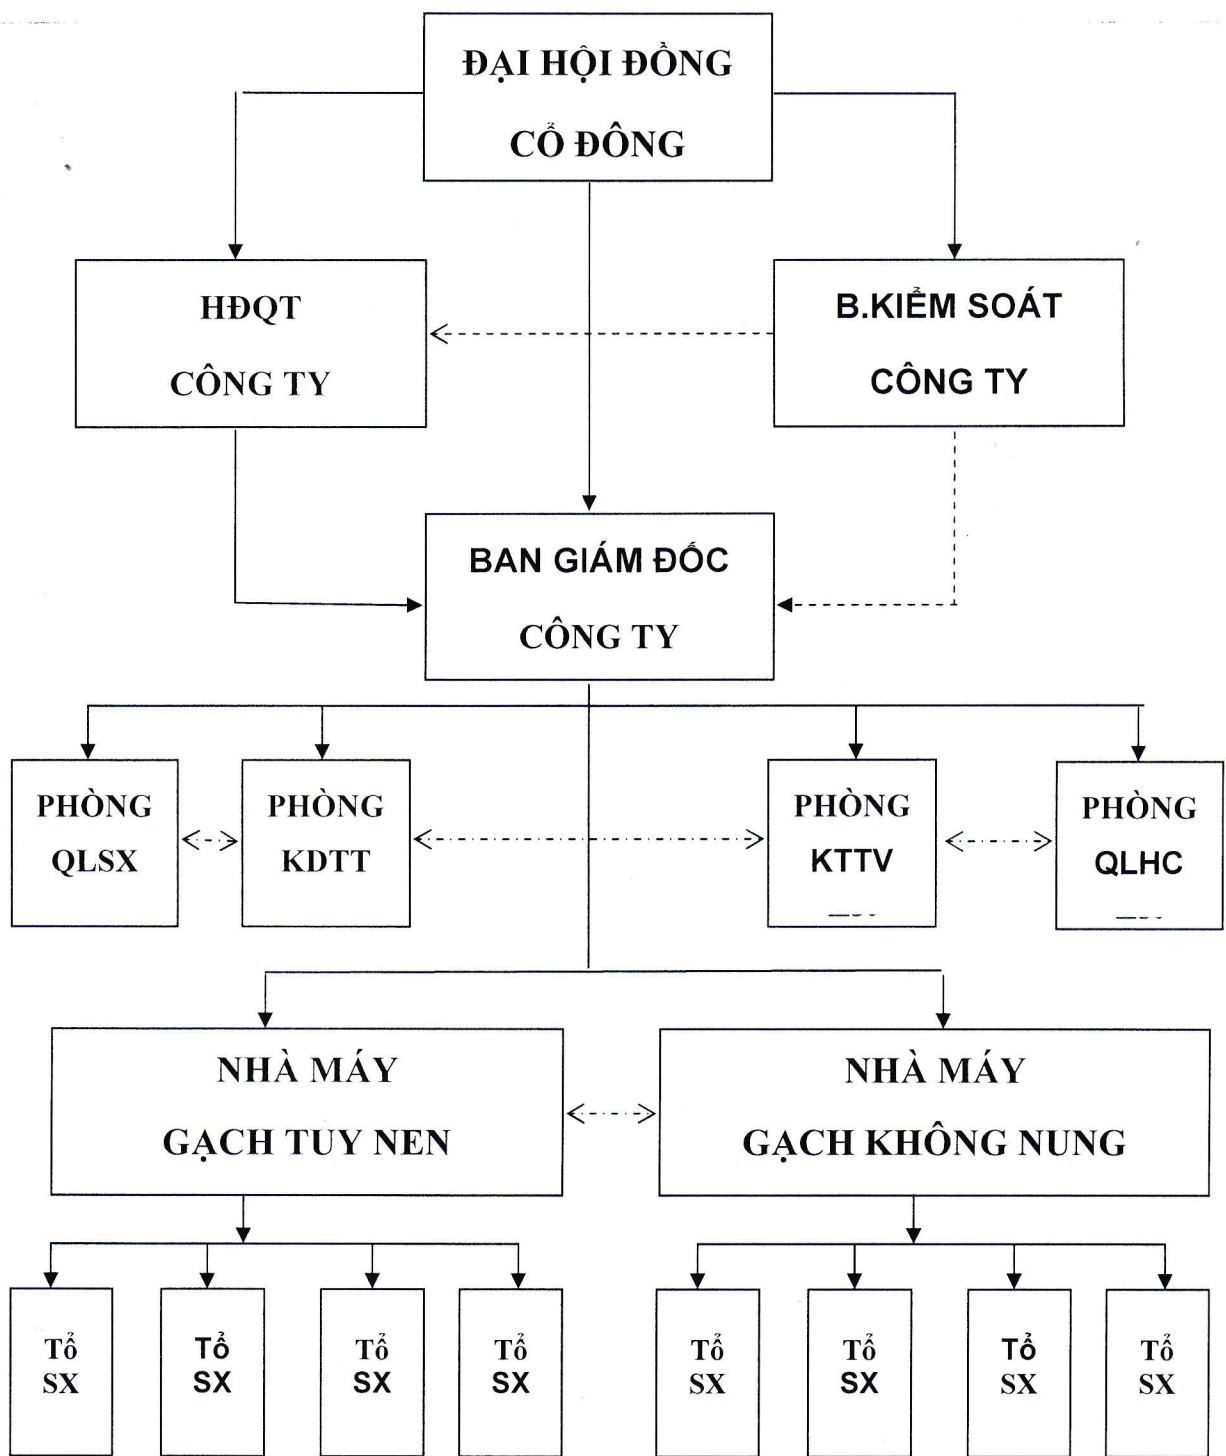 ĐẠI HỘI ĐỒNG
CỔ ĐÔNG
HĐQT
CÔNG TY
B.KIỂM SOÁT
CÔNG TY
BAN GIÁM ĐỐC
CÔNG TY
PHÒNG
QLSX
PHÒNG
KDTT
PHÒNG
KTTV
PHÒNG
QLHC
NHÀ MÁY
GẠCH TUY NEN
NHÀ MÁY
GẠCH KHÔNG NUNG
Tổ
SX
Tổ
SX
Tổ
SX
Tổ
SX
Tổ
SX
Tổ
SX
Tổ
SX
Tổ
SX